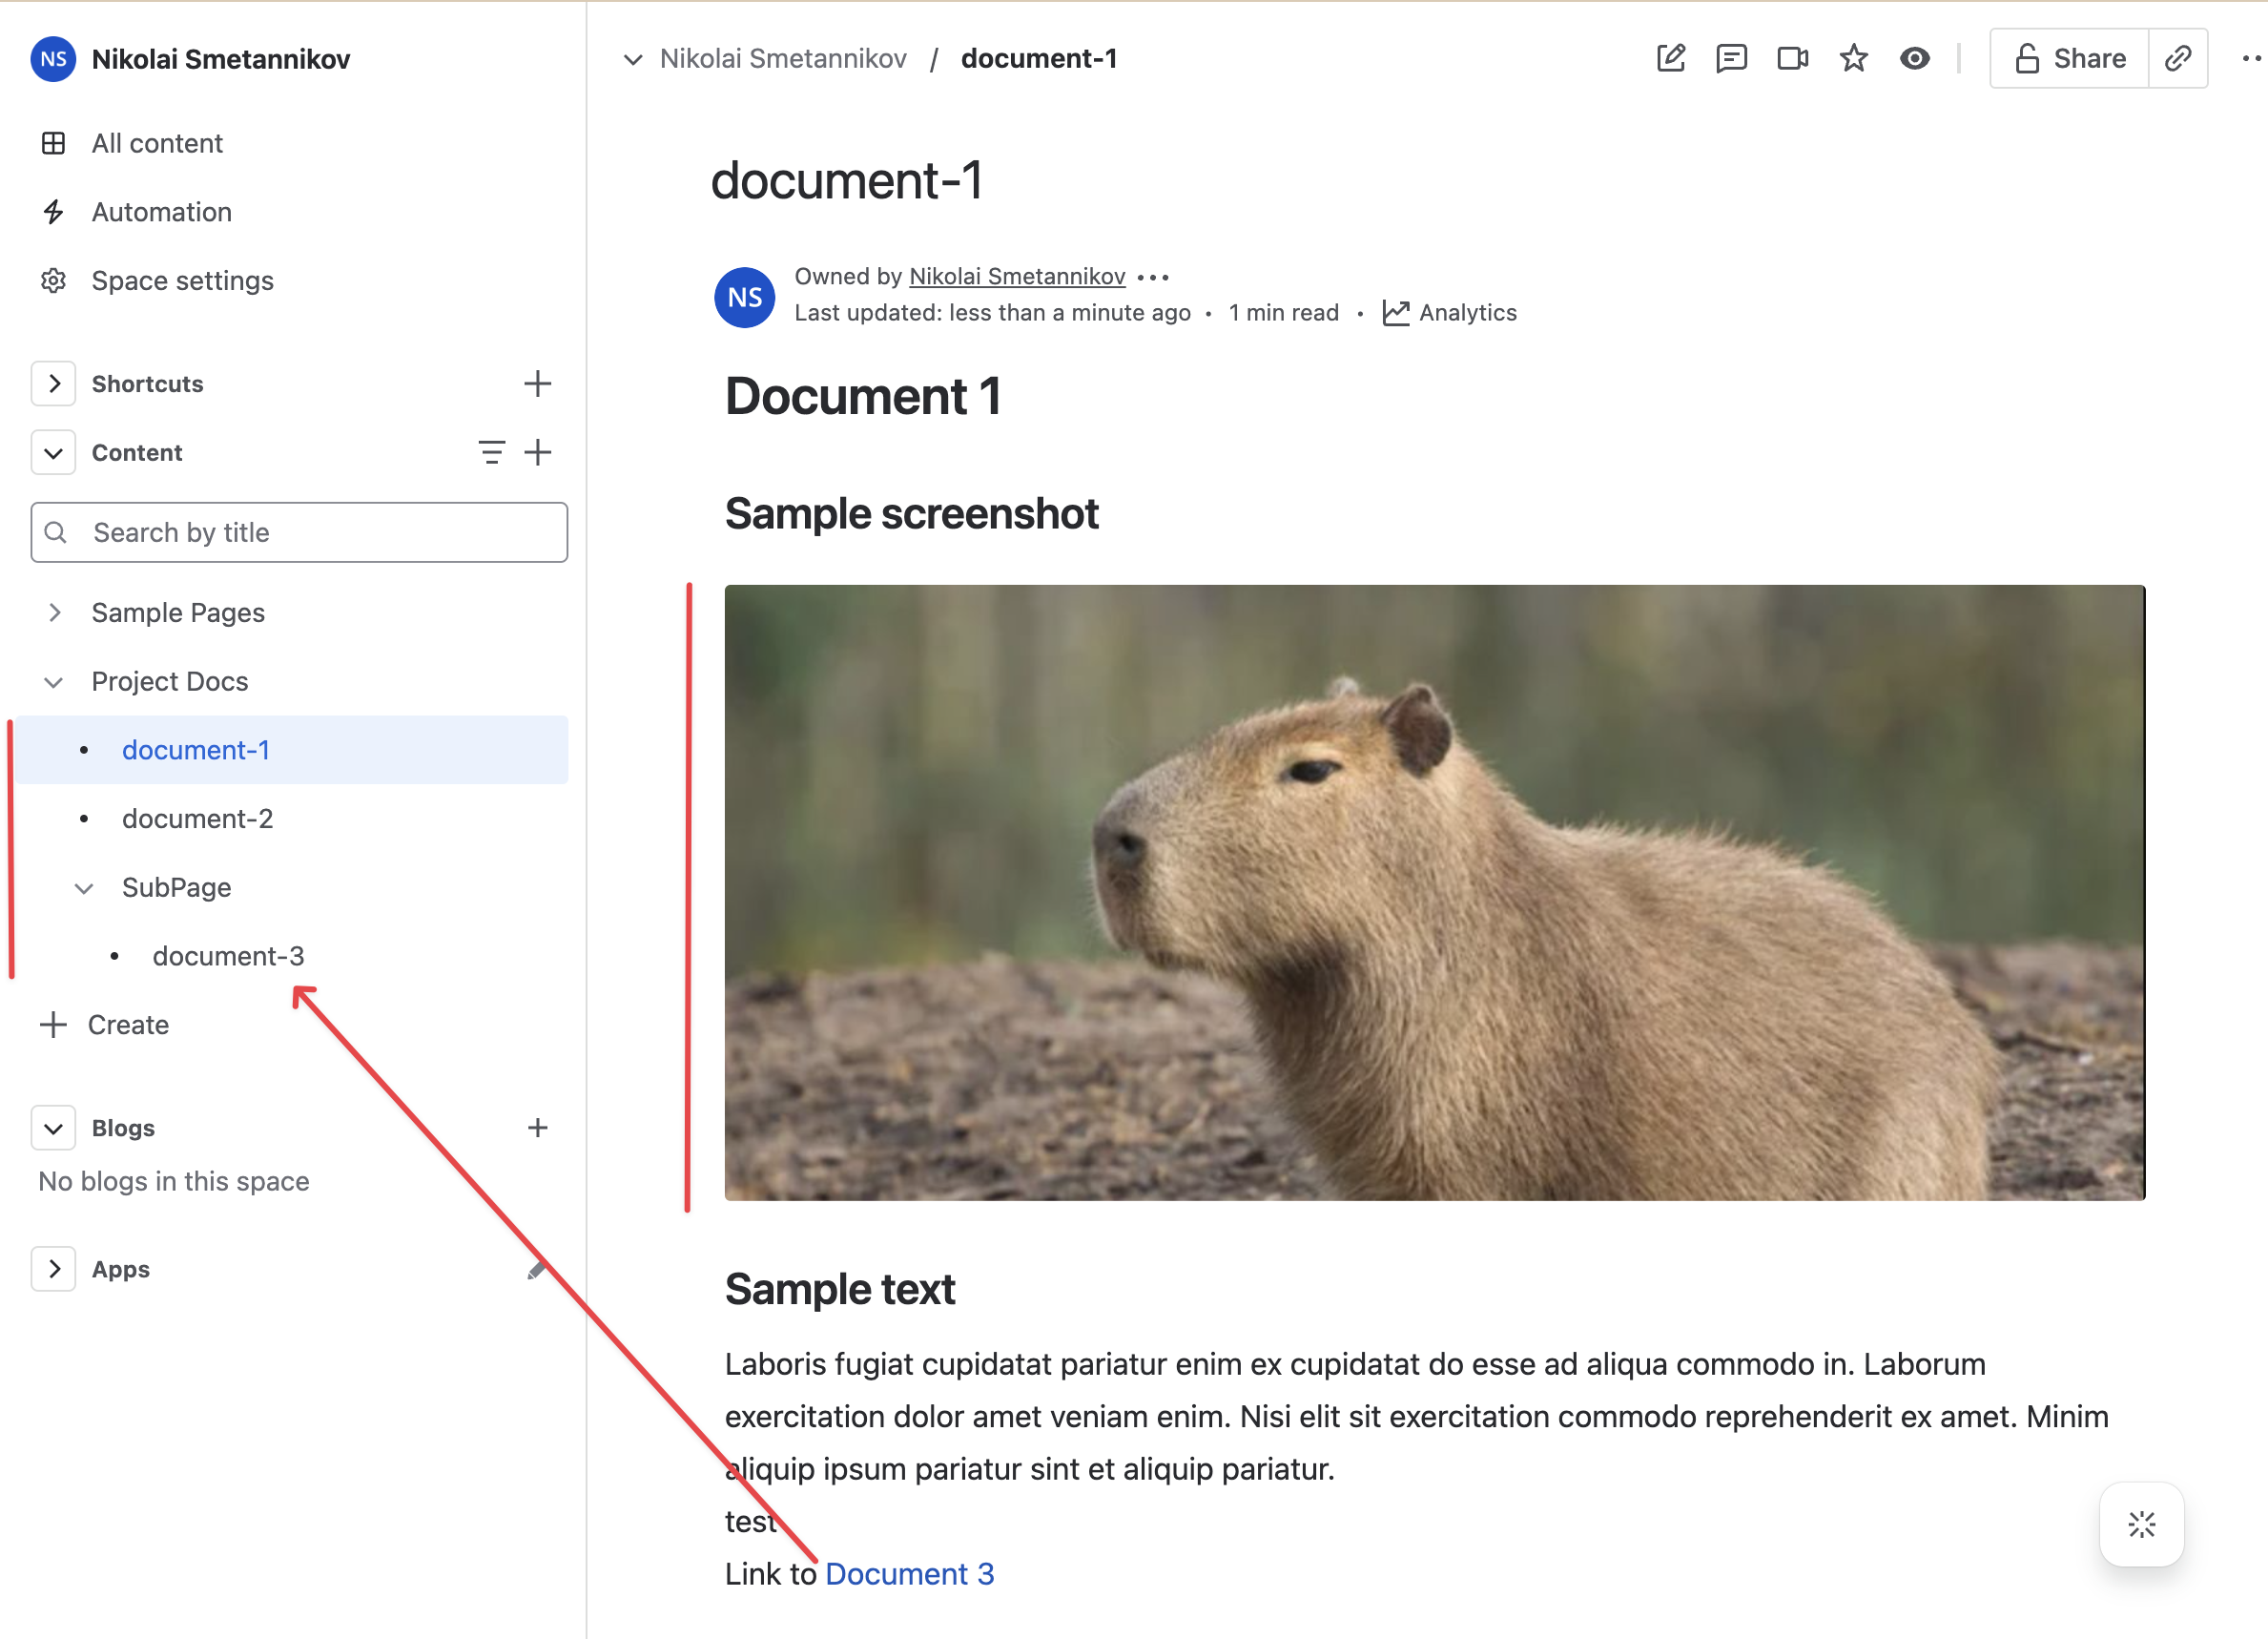 NS Nikolai Smetannikov
All content
Automation
Space settings
Shortcuts
Content
Search by title
Sample Pages
Project Docs
document-1
document-2
SubPage
document-3
Create
Blogs
No blogs in this space
Apps
Nikolai Smetannikov / document-1
Share
document-1
NS
Owned by Nikolai Smetannikov
Last updated: less than a minute ago • 1 min read • Analytics
Document 1
Sample screenshot
Sample text
Laboris fugiat cupidatat pariatur enim ex cupidatat do esse ad aliqua commodo in. Laborum
exercitation dolor amet veniam enim. Nisi elit sit exercitation commodo reprehenderit ex amet. Minim
aliquip ipsum pariatur sint et aliquip pariatur.
test
Link to Document 3